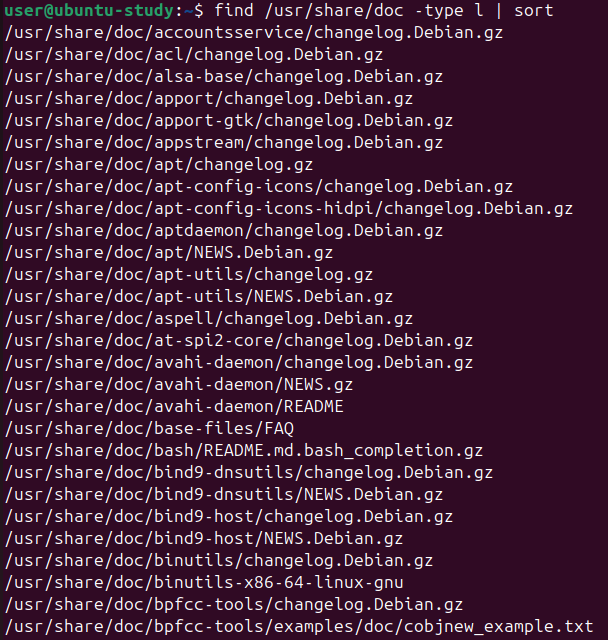 user@ubuntu-study:~$ find /usr/share/doc -type l | sort
/usr/share/doc/accountsservice/changelog.Debian.gz
/usr/share/doc/acl/changelog.Debian.gz
/usr/share/doc/alsa-base/changelog.Debian.gz
/usr/share/doc/apport/changelog.Debian.gz
/usr/share/doc/apport-gtk/changelog.Debian.gz
/usr/share/doc/appstream/changelog.Debian.gz
/usr/share/doc/apt/changelog.gz
/usr/share/doc/apt-config-icons/changelog.Debian.gz
/usr/share/doc/apt-config-icons-hidpi/changelog.Debian.gz
/usr/share/doc/aptdaemon/changelog.Debian.gz
/usr/share/doc/apt/NEWS.Debian.gz
/usr/share/doc/apt-utils/changelog.gz
/usr/share/doc/apt-utils/NEWS.Debian.gz
/usr/share/doc/aspell/changelog.Debian.gz
/usr/share/doc/at-spi2-core/changelog.Debian.gz
/usr/share/doc/avahi-daemon/changelog.Debian.gz
/usr/share/doc/avahi-daemon/NEWS.gz
/usr/share/doc/avahi-daemon/README
/usr/share/doc/base-files/FAQ
/usr/share/doc/bash/README.md.bash_completion.gz
/usr/share/doc/bind9-dnsutils/changelog.Debian.gz
/usr/share/doc/bind9-dnsutils/NEWS.Debian.gz
/usr/share/doc/bind9-host/changelog.Debian.gz
/usr/share/doc/bind9-host/NEWS.Debian.gz
/usr/share/doc/binutils/changelog.Debian.gz
/usr/share/doc/binutils-x86-64-linux-gnu
/usr/share/doc/bpfcc-tools/changelog.Debian.gz
/usr/share/doc/bpfcc-tools/examples/doc/cobjnew_example.txt